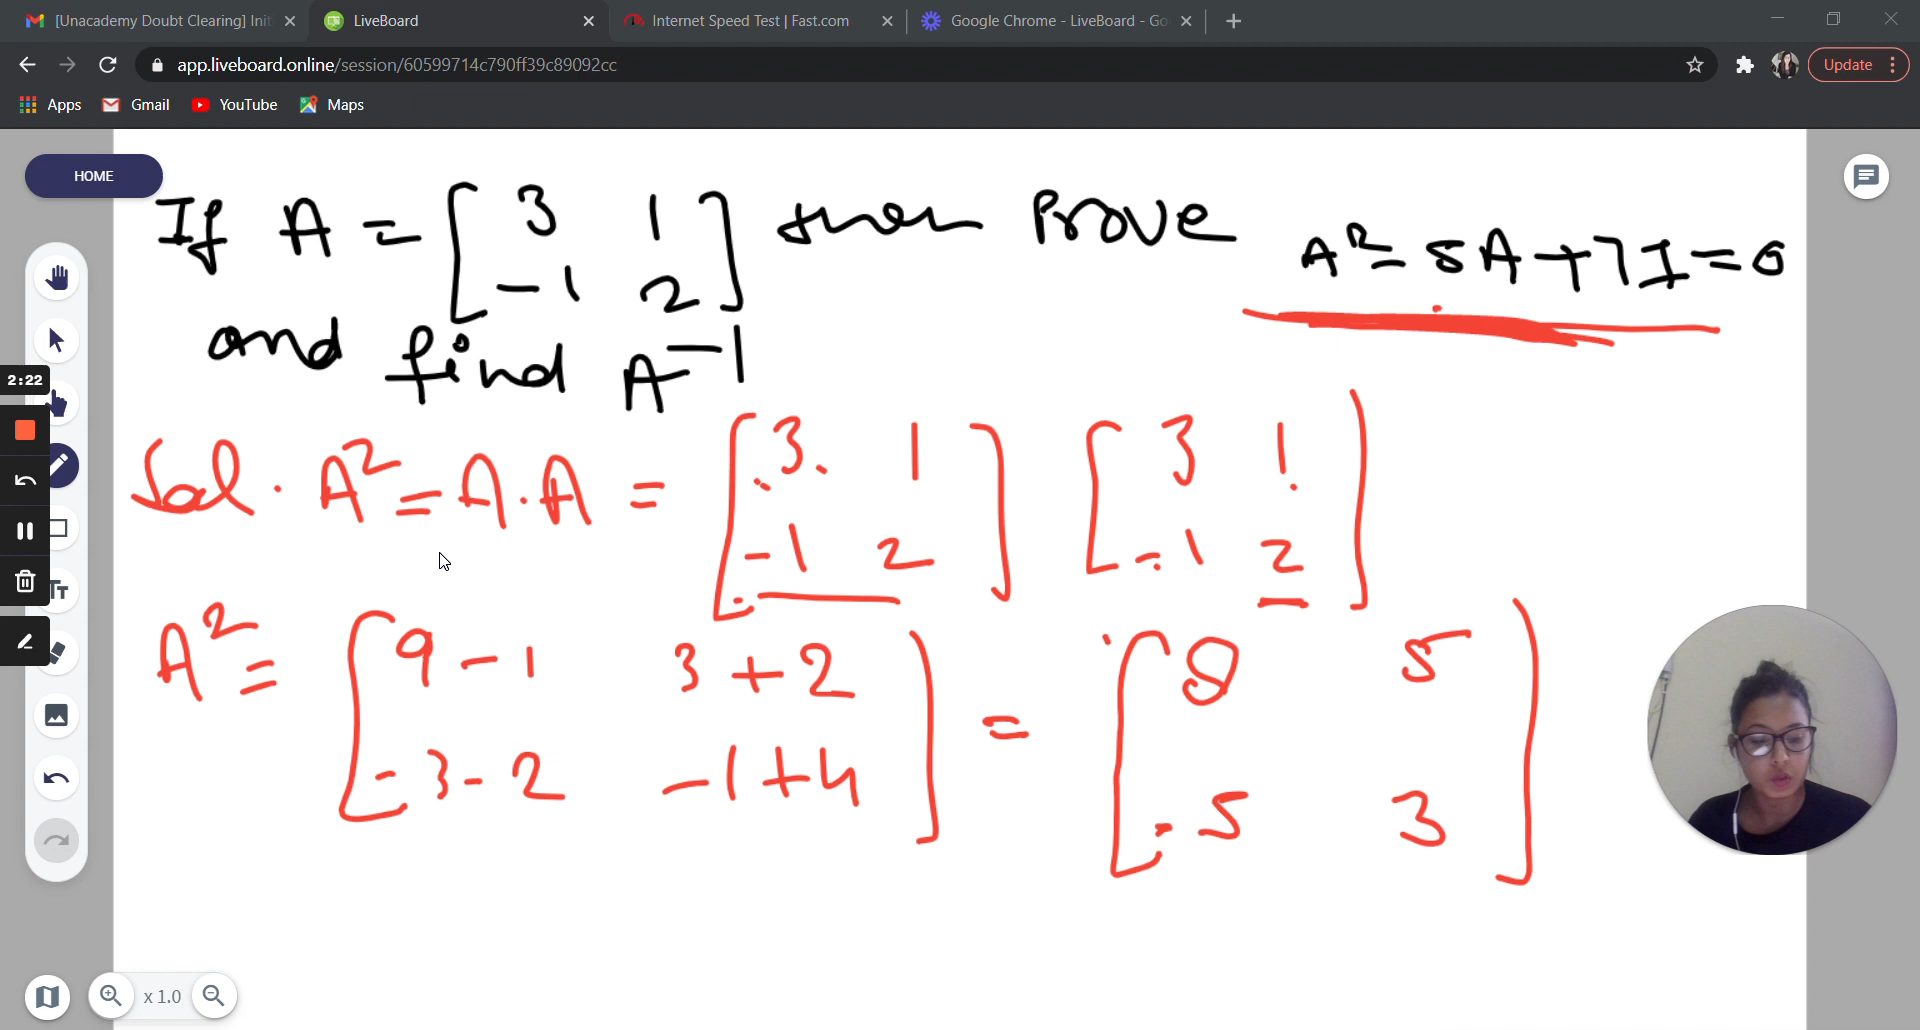 [Unacademy Doubt Clearing] Init
LiveBoard
Internet Speed Test | Fast.com
Google Chrome - LiveBoard - Go
app.liveboard.online/session/60599714c790ff39c89092cc
Update
Apps
Gmail
YouTube
Maps
HOME
If A = [ 3 1 ] then Prove A² - 5A + 7I = 0
[ -1 2 ]
and find A⁻¹
2:22
Sol. A² = A.A = [ 3 1 ] [ 3 1 ]
[ -1 2 ] [ -1 2 ]
Tт
A² = [ 9 - 1 3 + 2 ] = [ 8 5 ]
[ -3 - 2 -1 + 4 ] [ -5 3 ]
x 1.0